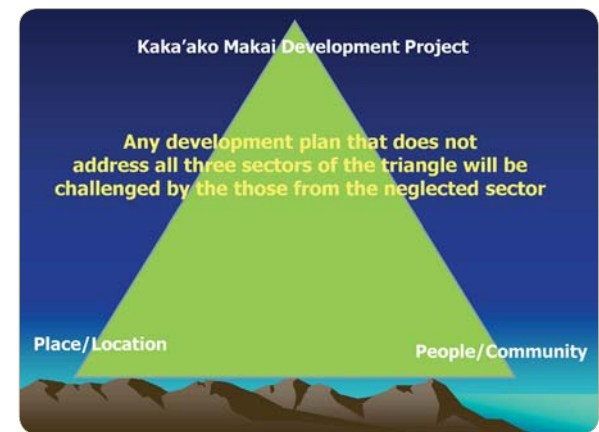 Kaka’ako Makai Development Project
Any development plan that does not
address all three sectors of the triangle will be
challenged by the those from the neglected sector
Place/Location
People/Community